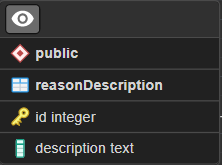 public
reasonDescription
id integer
description text